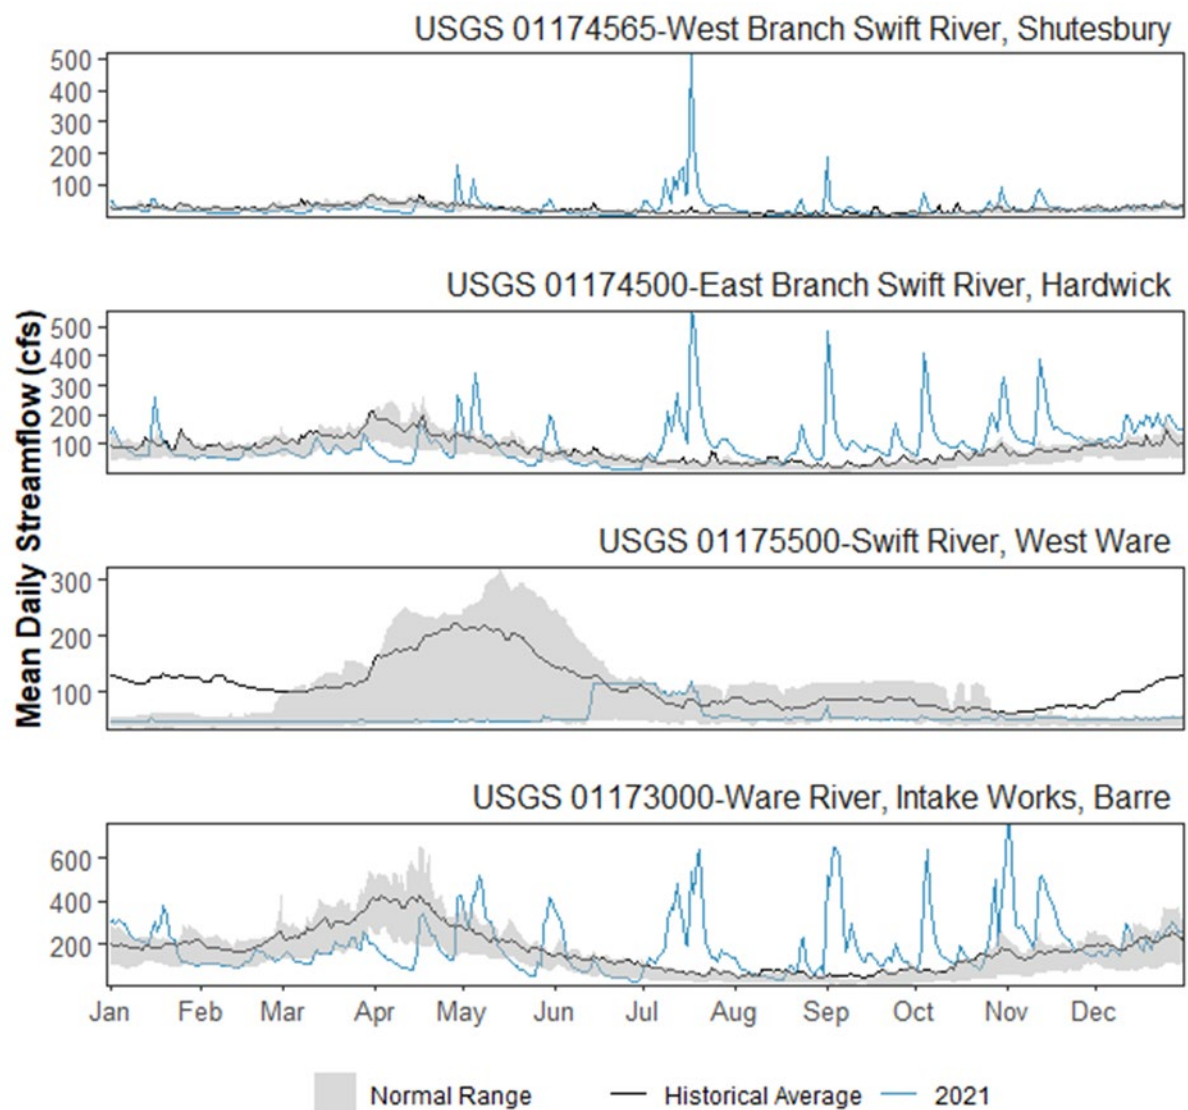 USGS 01174565-West Branch Swift River, Shutesbury
500
400
300
200
100
USGS 01174500-East Branch Swift River, Hardwick
500
400
300
200
100
Mean Daily Streamflow (cfs)
USGS 01175500-Swift River, West Ware
300
200
100
USGS 01173000-Ware River, Intake Works, Barre
600
400
200
Jan Feb Mar Apr May Jun Jul Aug Sep Oct Nov Dec
Normal Range Historical Average 2021